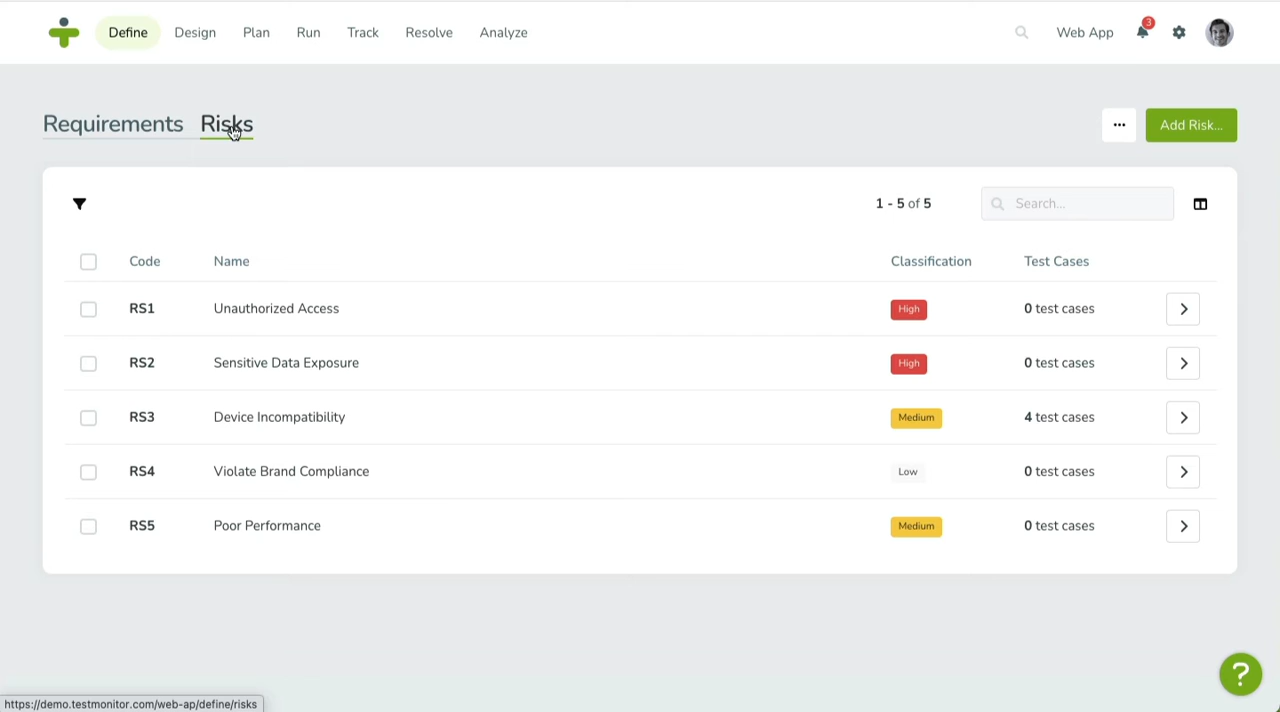 Define Design Plan Run Track Resolve Analyze Web App 3
Requirements Risks ... Add Risk...
1 - 5 of 5 Search...
Code Name Classification Test Cases
RS1 Unauthorized Access High 0 test cases
RS2 Sensitive Data Exposure High 0 test cases
RS3 Device Incompatibility Medium 4 test cases
RS4 Violate Brand Compliance Low 0 test cases
RS5 Poor Performance Medium 0 test cases
?
https://demo.testmonitor.com/web-ap/define/risks